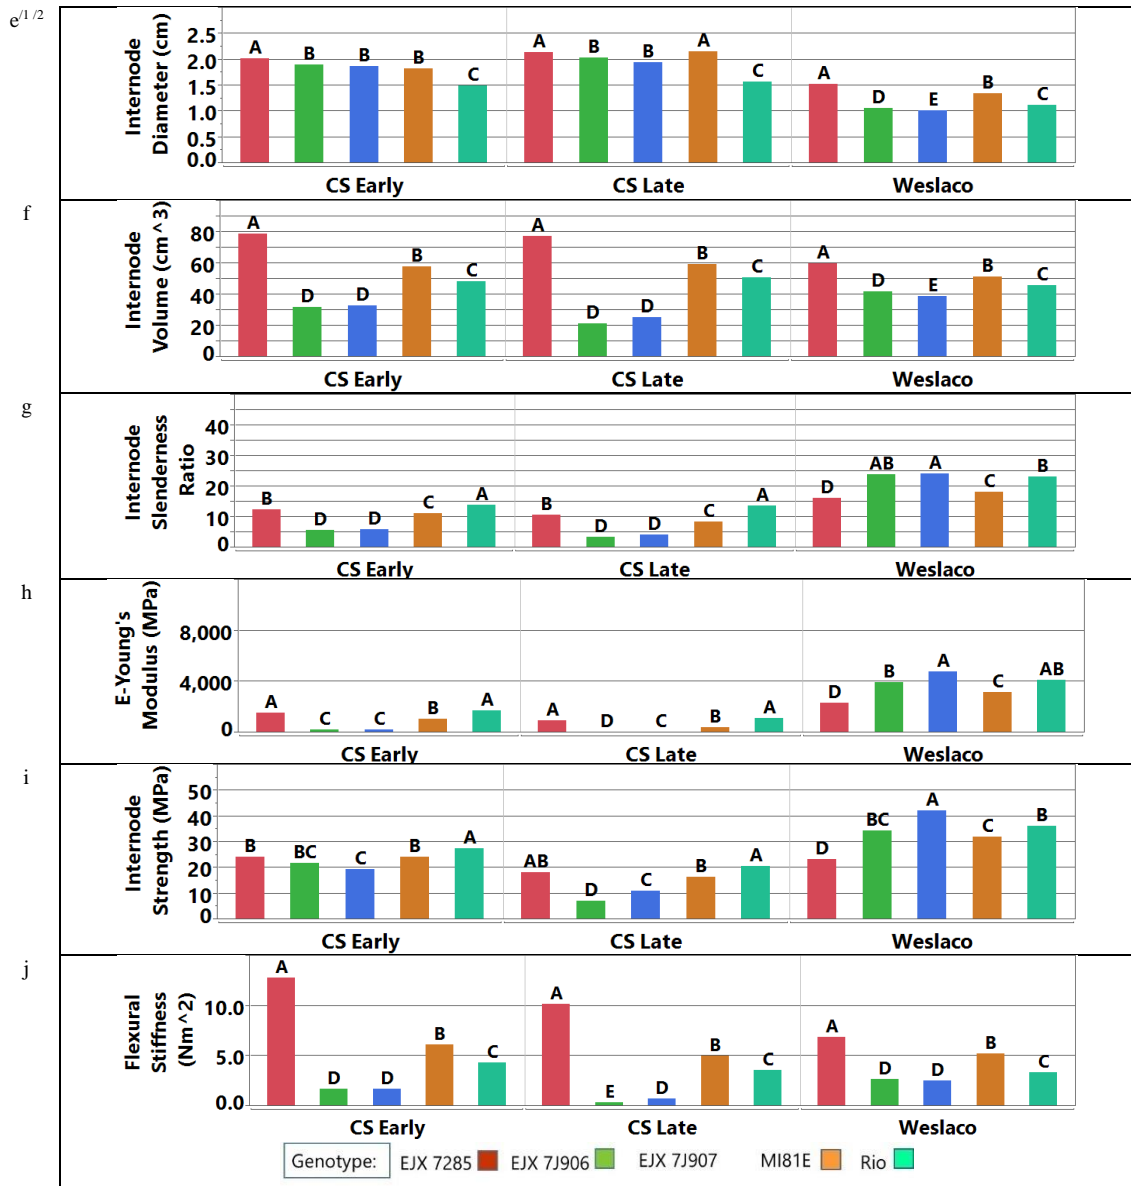 e/1 /2
Internode
Diameter (cm)
2.5
2.0
1.5
1.0
0.5
0.0
A B B B C
A B B A C
A D E B C
CS Early CS Late Weslaco
f
Internode
Volume (cm^3)
80
60
40
20
0
A D D B C
A D D B C
A D E B C
CS Early CS Late Weslaco
g
Internode
Slenderness
Ratio
40
30
20
10
0
B D D C A
B D D C A
D AB A C B
CS Early CS Late Weslaco
h
E-Young's
Modulus (MPa)
8,000
4,000
0
A C C B A
A D C B A
D B A C AB
CS Early CS Late Weslaco
i
Internode
Strength (MPa)
50
40
30
20
10
0
B BC C B A
AB D C B A
D BC A C B
CS Early CS Late Weslaco
j
Flexural
Stiffness
(Nm^2)
10.0
5.0
0.0
A D D B C
A E D B C
A D D B C
CS Early CS Late Weslaco
Genotype: EJX 7285 EJX 7J906 EJX 7J907 MI81E Rio